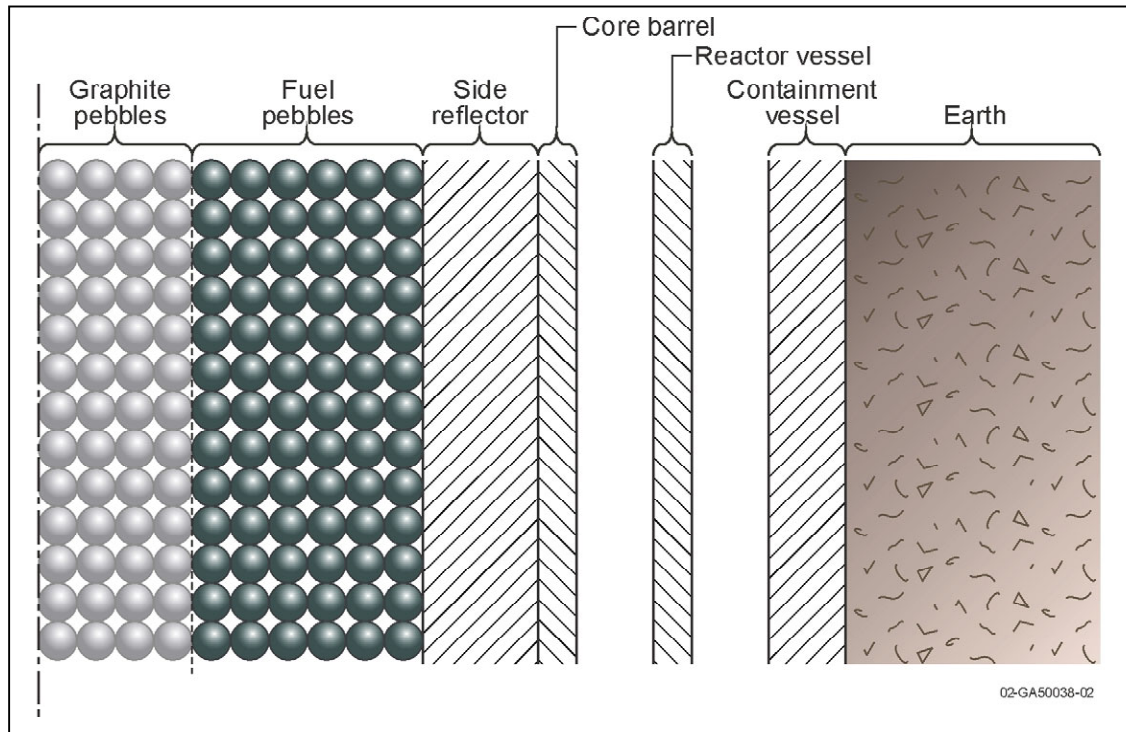 Core barrel
Reactor vessel
Graphite
pebbles
Fuel
pebbles
Side
reflector
Containment
vessel
Earth
02-GA50038-02